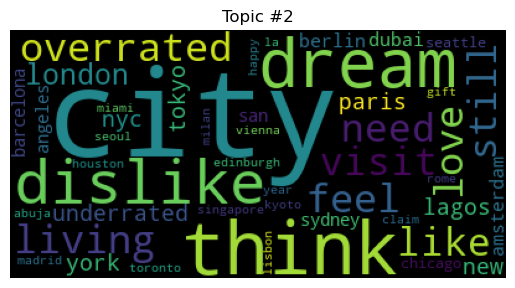 Topic #2
overrated
la
happy
berlin
dubai
seattle
london
dream
still
barcelona
angeles
city
tokyo
miami
nyc
seoul
milan
san
vienna
paris
gift
need
love
visit
houston
edinburgh
rome
dislike
year
feel
amsterdam
abuja
underrated
singapore
kyoto
sydney
claim
lagos
living
think
like
madrid
york
toronto
lisbon
chicago
new